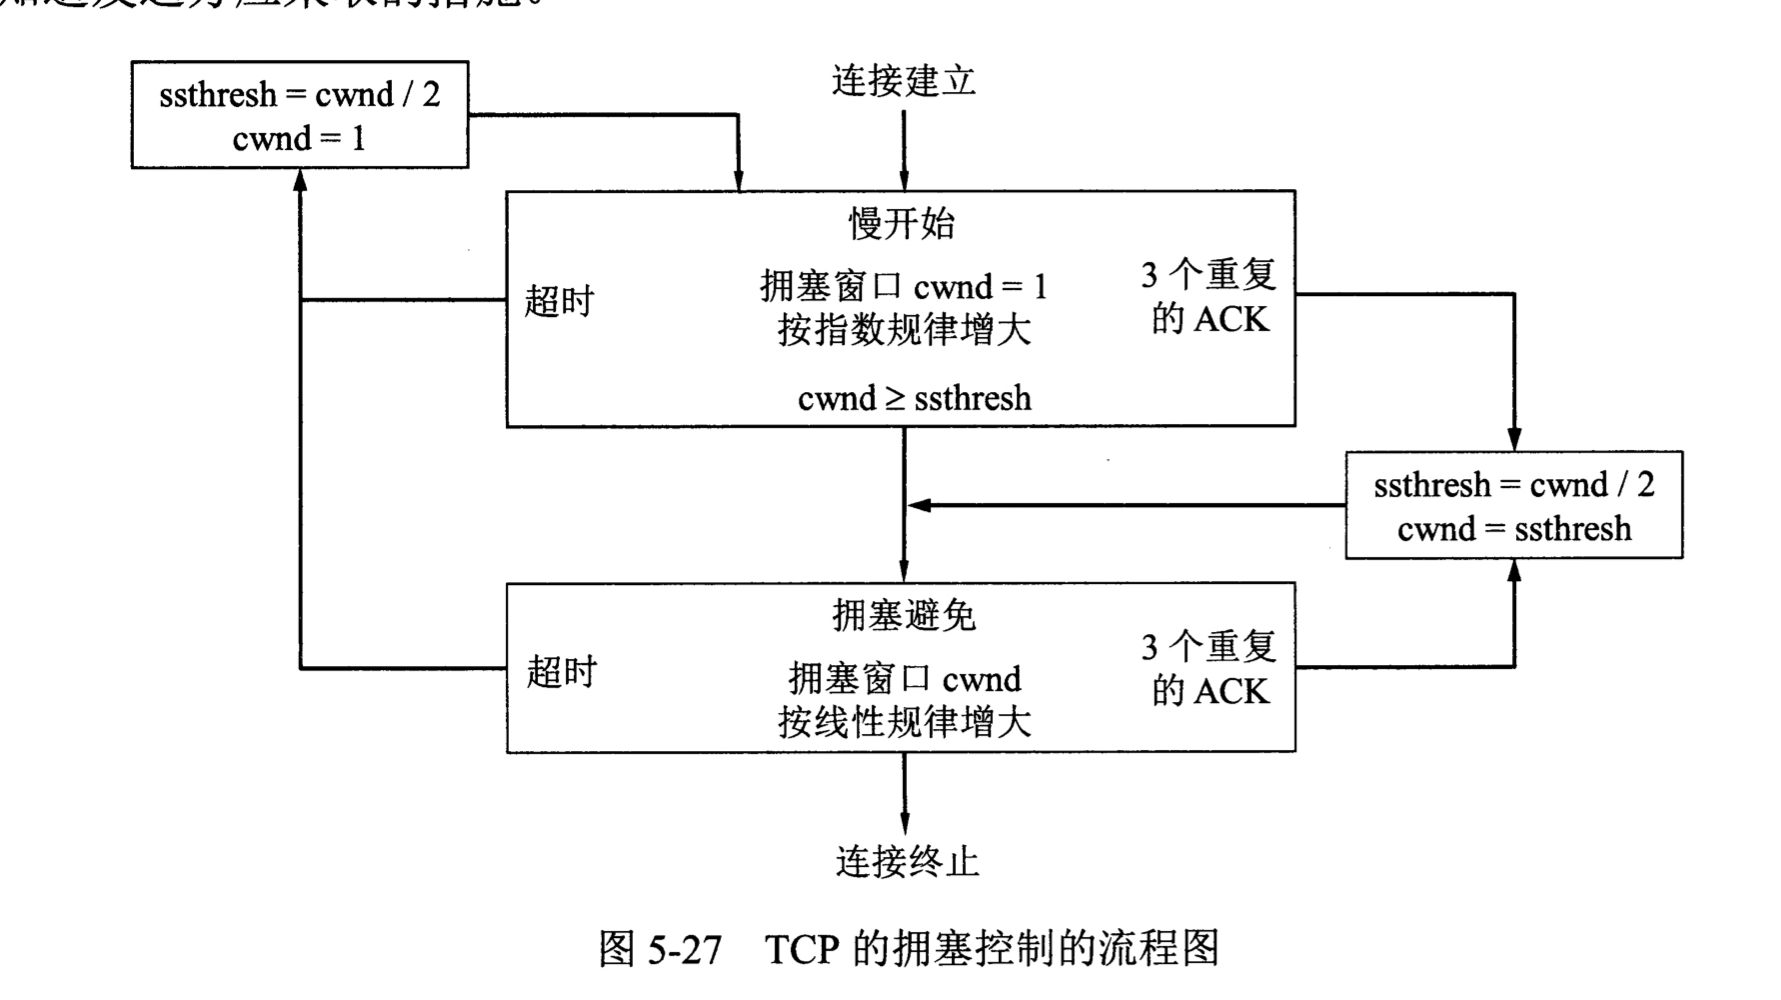 连接建立
ssthresh = cwnd / 2
cwnd = 1
慢开始
超时
拥塞窗口 cwnd = 1
按指数规律增大
3 个重复
的 ACK
cwnd ≥ ssthresh
ssthresh = cwnd / 2
cwnd = ssthresh
拥塞避免
超时
拥塞窗口 cwnd
按线性规律增大
3 个重复
的 ACK
连接终止
图 5-27 TCP 的拥塞控制的流程图